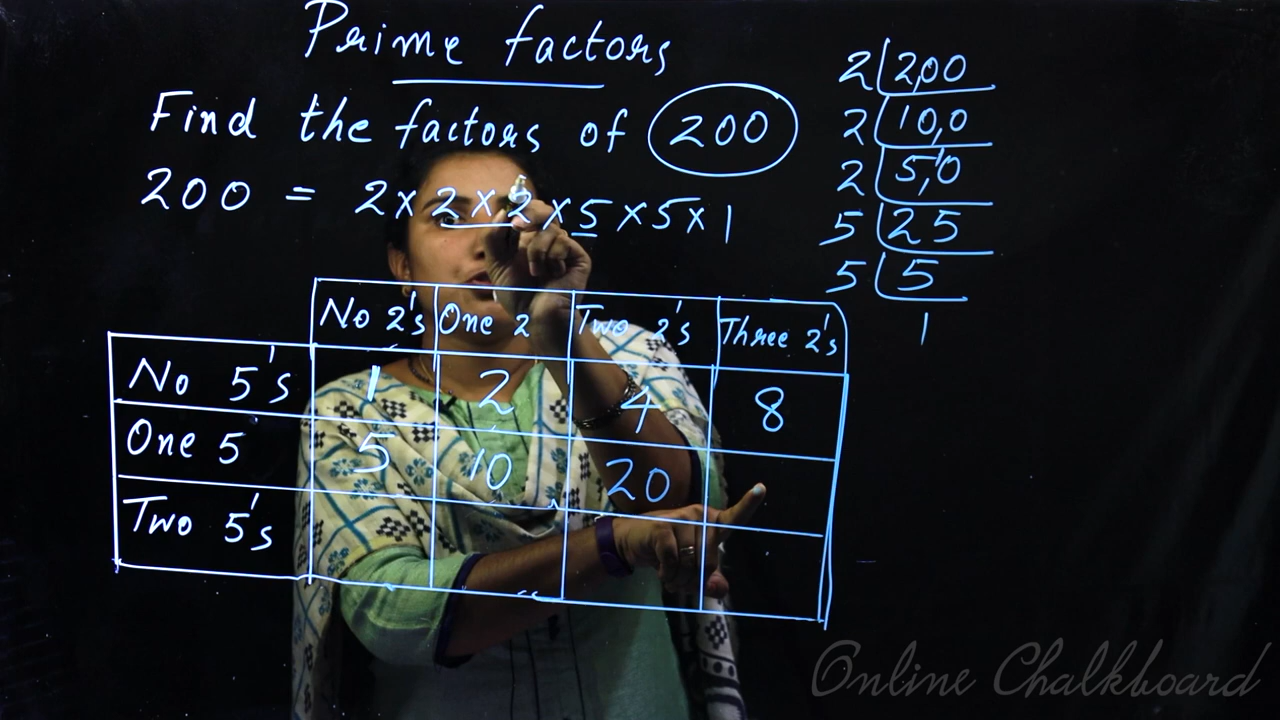 Prime factors
Find the factors of 200
200 = 2 × 2 × 2 × 5 × 5 × 1
2 200
2 100
2 50
5 25
5 5
1
No 2's One 2 Two 2's Three 2's
No 5's 1 2 4 8
One 5 5 10 20
Two 5's
Online Chalkboard